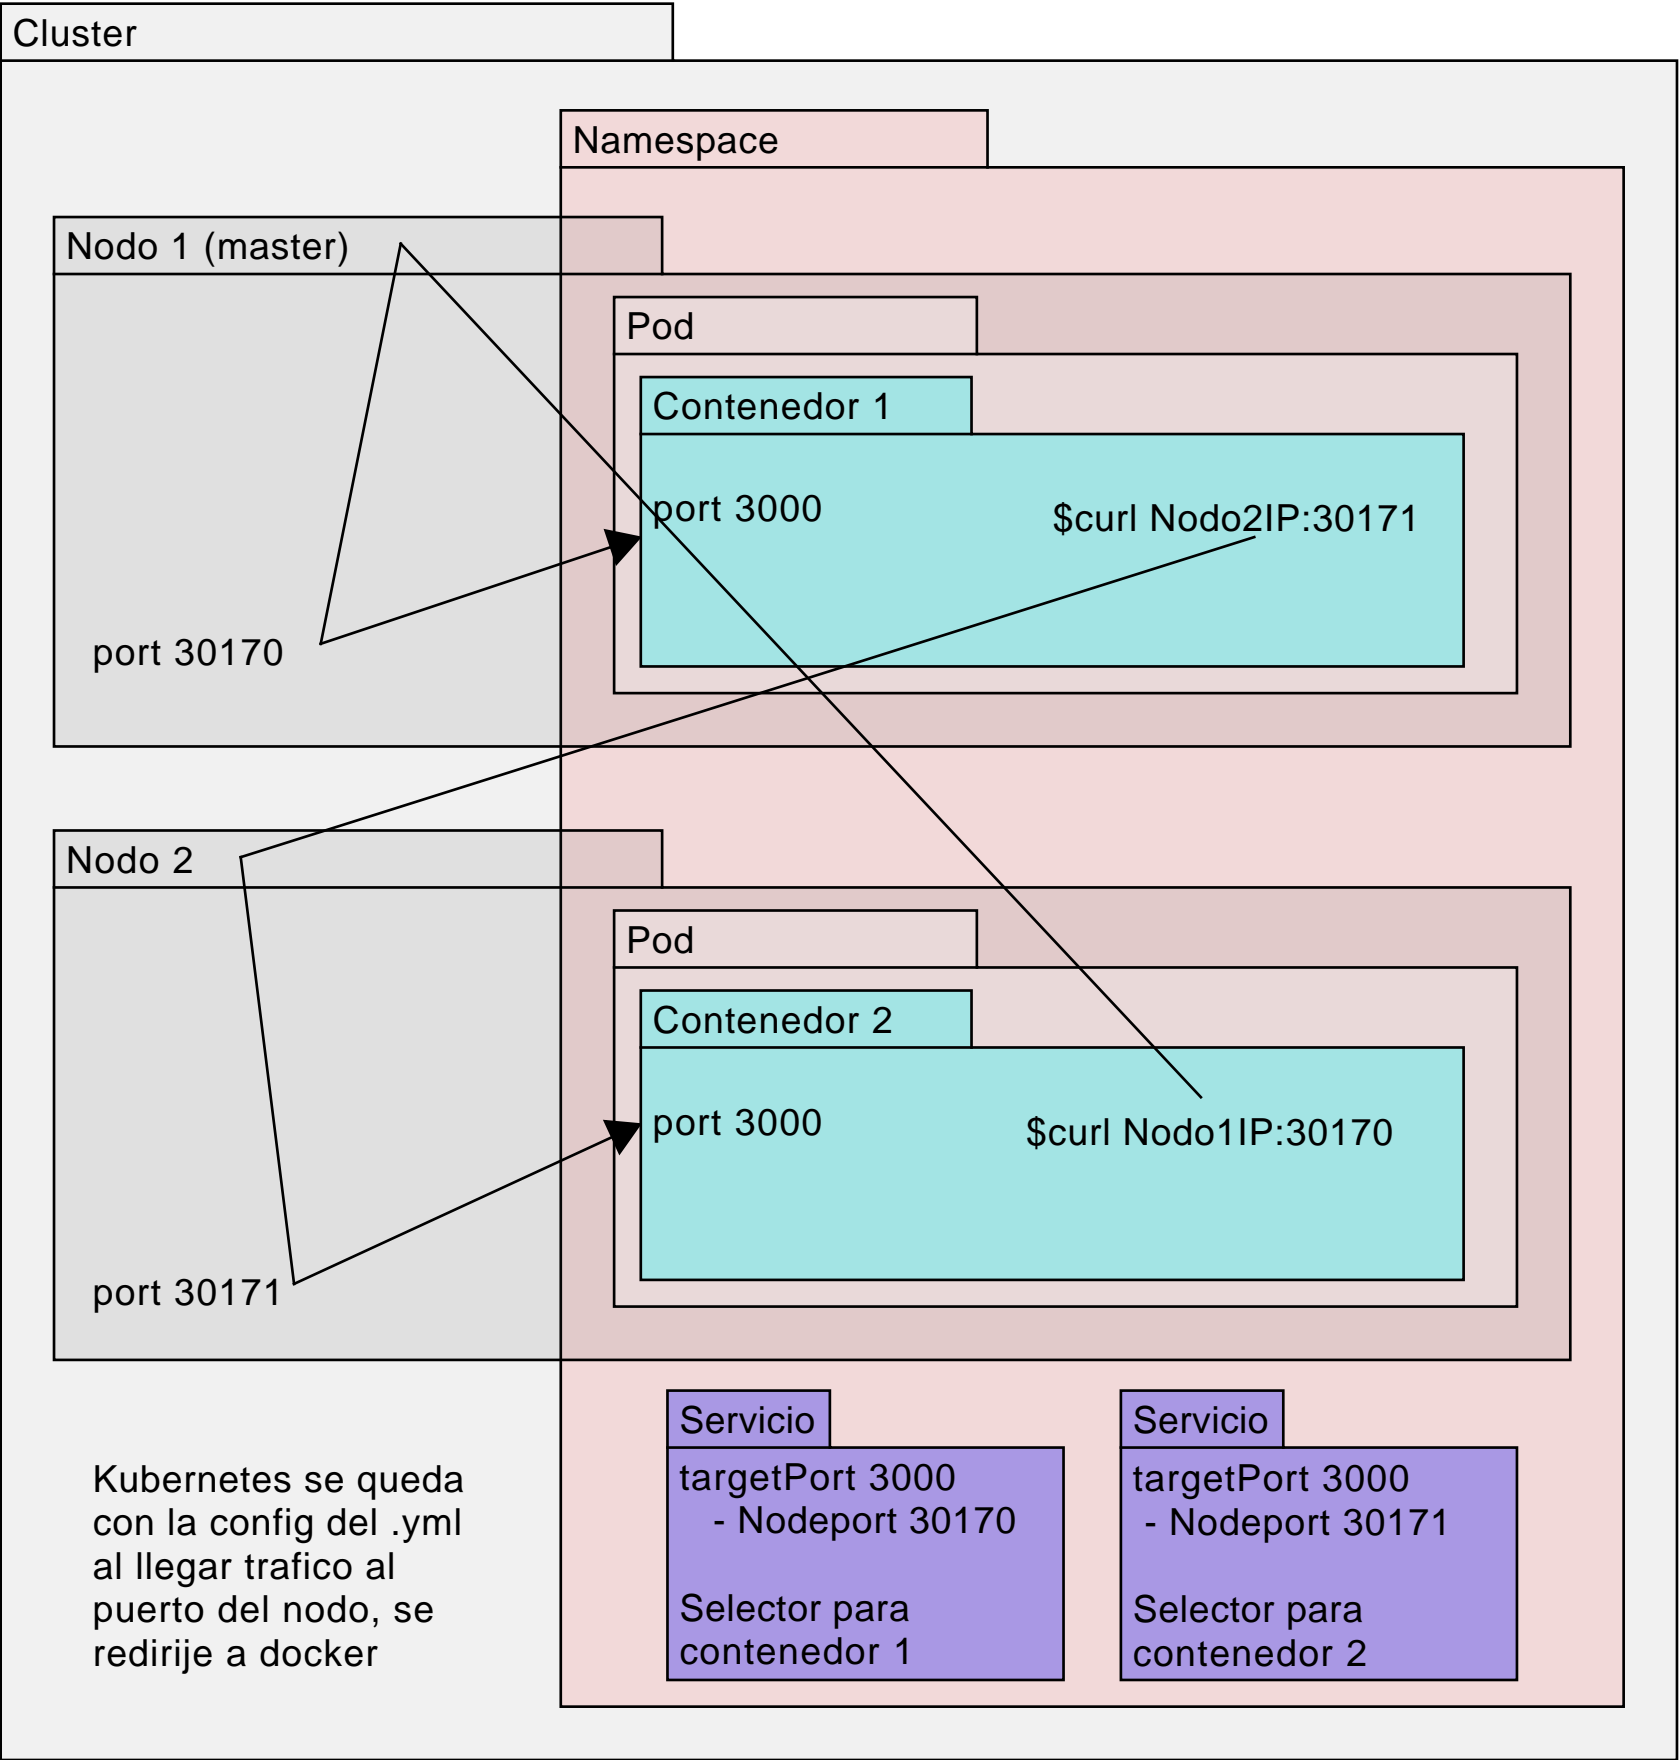 Cluster
Namespace
Nodo 1 (master)
Pod
Contenedor 1
port 3000
$curl Nodo2IP:30171
port 30170
Nodo 2
Pod
Contenedor 2
port 3000
$curl Nodo1IP:30170
port 30171
Kubernetes se queda
con la config del .yml
al llegar trafico al
puerto del nodo, se
redirije a docker
Servicio
targetPort 3000
- Nodeport 30170
Selector para
contenedor 1
Servicio
targetPort 3000
- Nodeport 30171
Selector para
contenedor 2